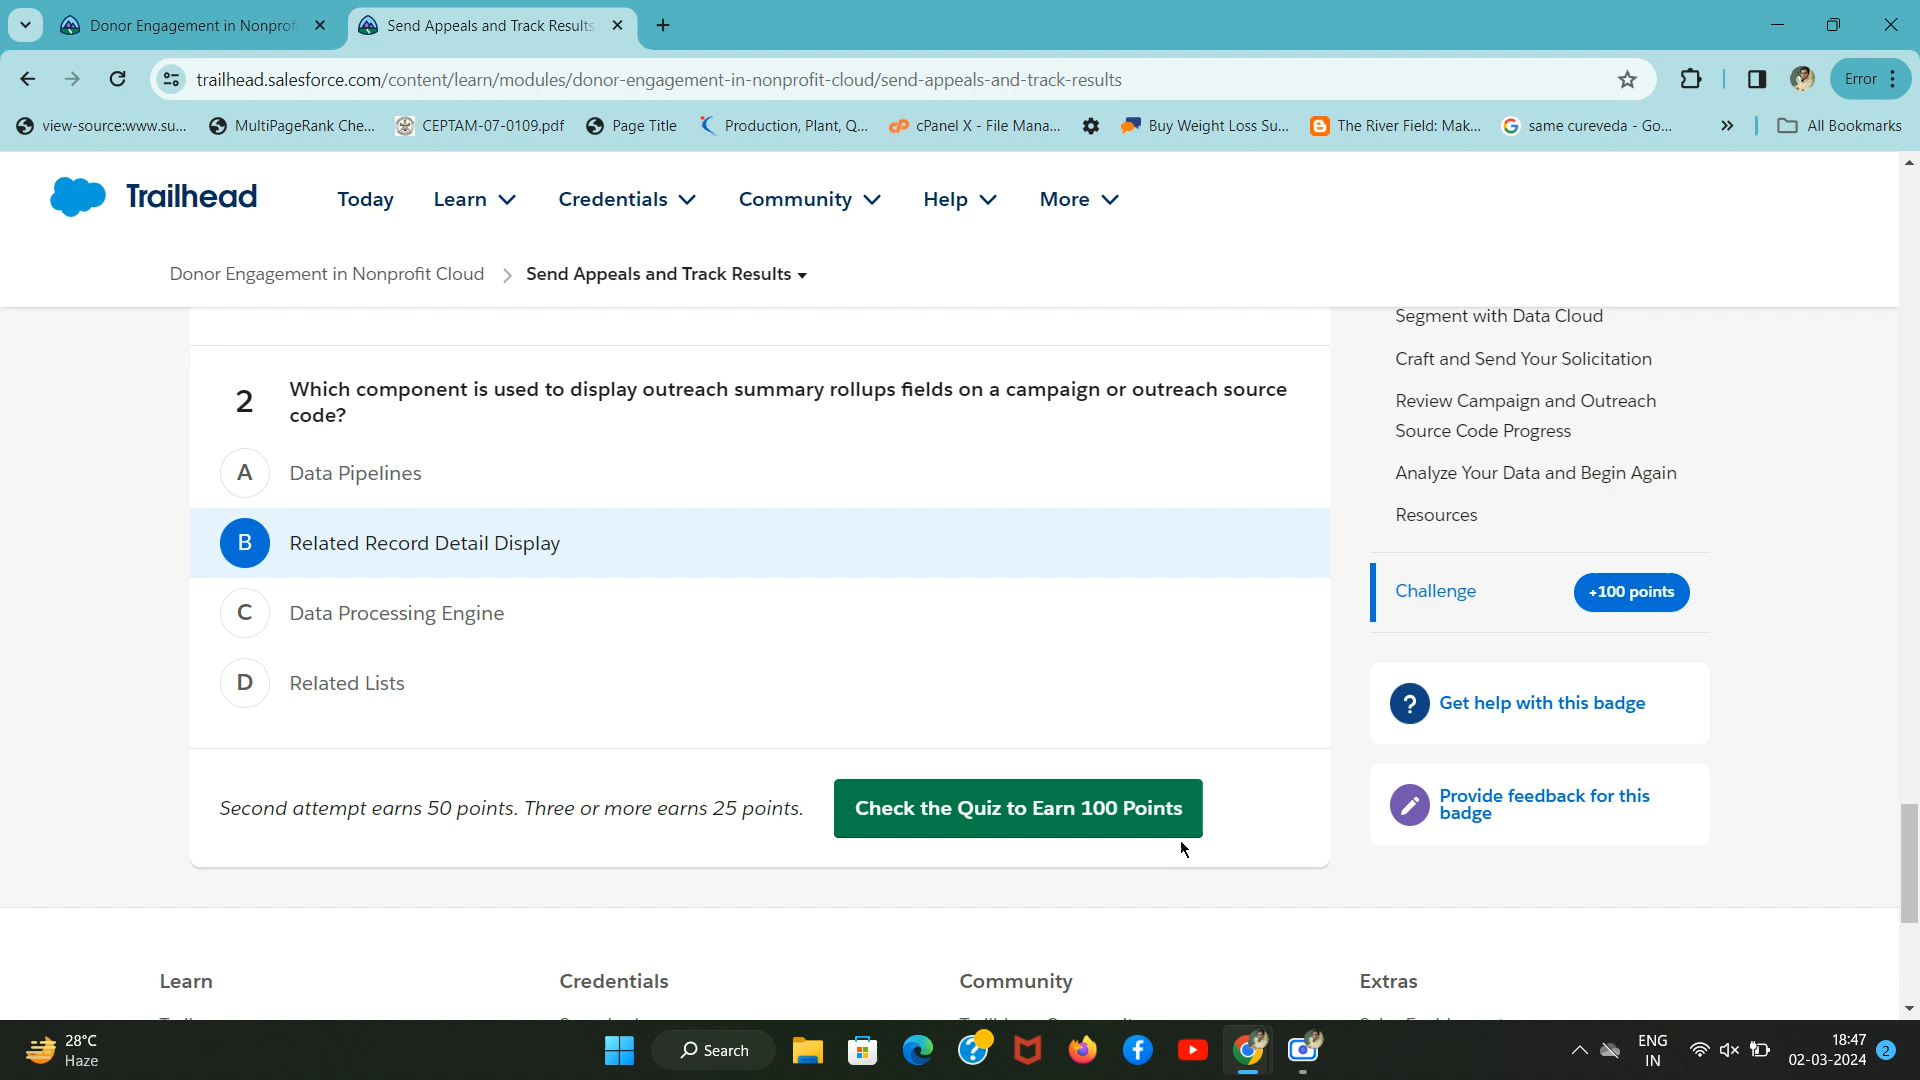 Donor Engagement in Nonprof
Send Appeals and Track Results
trailhead.salesforce.com/content/learn/modules/donor-engagement-in-nonprofit-cloud/send-appeals-and-track-results
Error
view-source:www.su...
MultiPageRank Che...
CEPTAM-07-0109.pdf
Page Title
Production, Plant, Q...
cPanel X - File Mana...
Buy Weight Loss Su...
The River Field: Mak...
same cureveda - Go...
All Bookmarks
Trailhead
Today
Learn
Credentials
Community
Help
More
Donor Engagement in Nonprofit Cloud
Send Appeals and Track Results
2
Which component is used to display outreach summary rollups fields on a campaign or outreach source
code?
A Data Pipelines
B Related Record Detail Display
C Data Processing Engine
D Related Lists
Second attempt earns 50 points. Three or more earns 25 points.
Check the Quiz to Earn 100 Points
Segment with Data Cloud
Craft and Send Your Solicitation
Review Campaign and Outreach
Source Code Progress
Analyze Your Data and Begin Again
Resources
Challenge
+100 points
Get help with this badge
Provide feedback for this
badge
Learn
Credentials
Community
Extras
28°C
Haze
Search
ENG
IN
18:47
02-03-2024
2